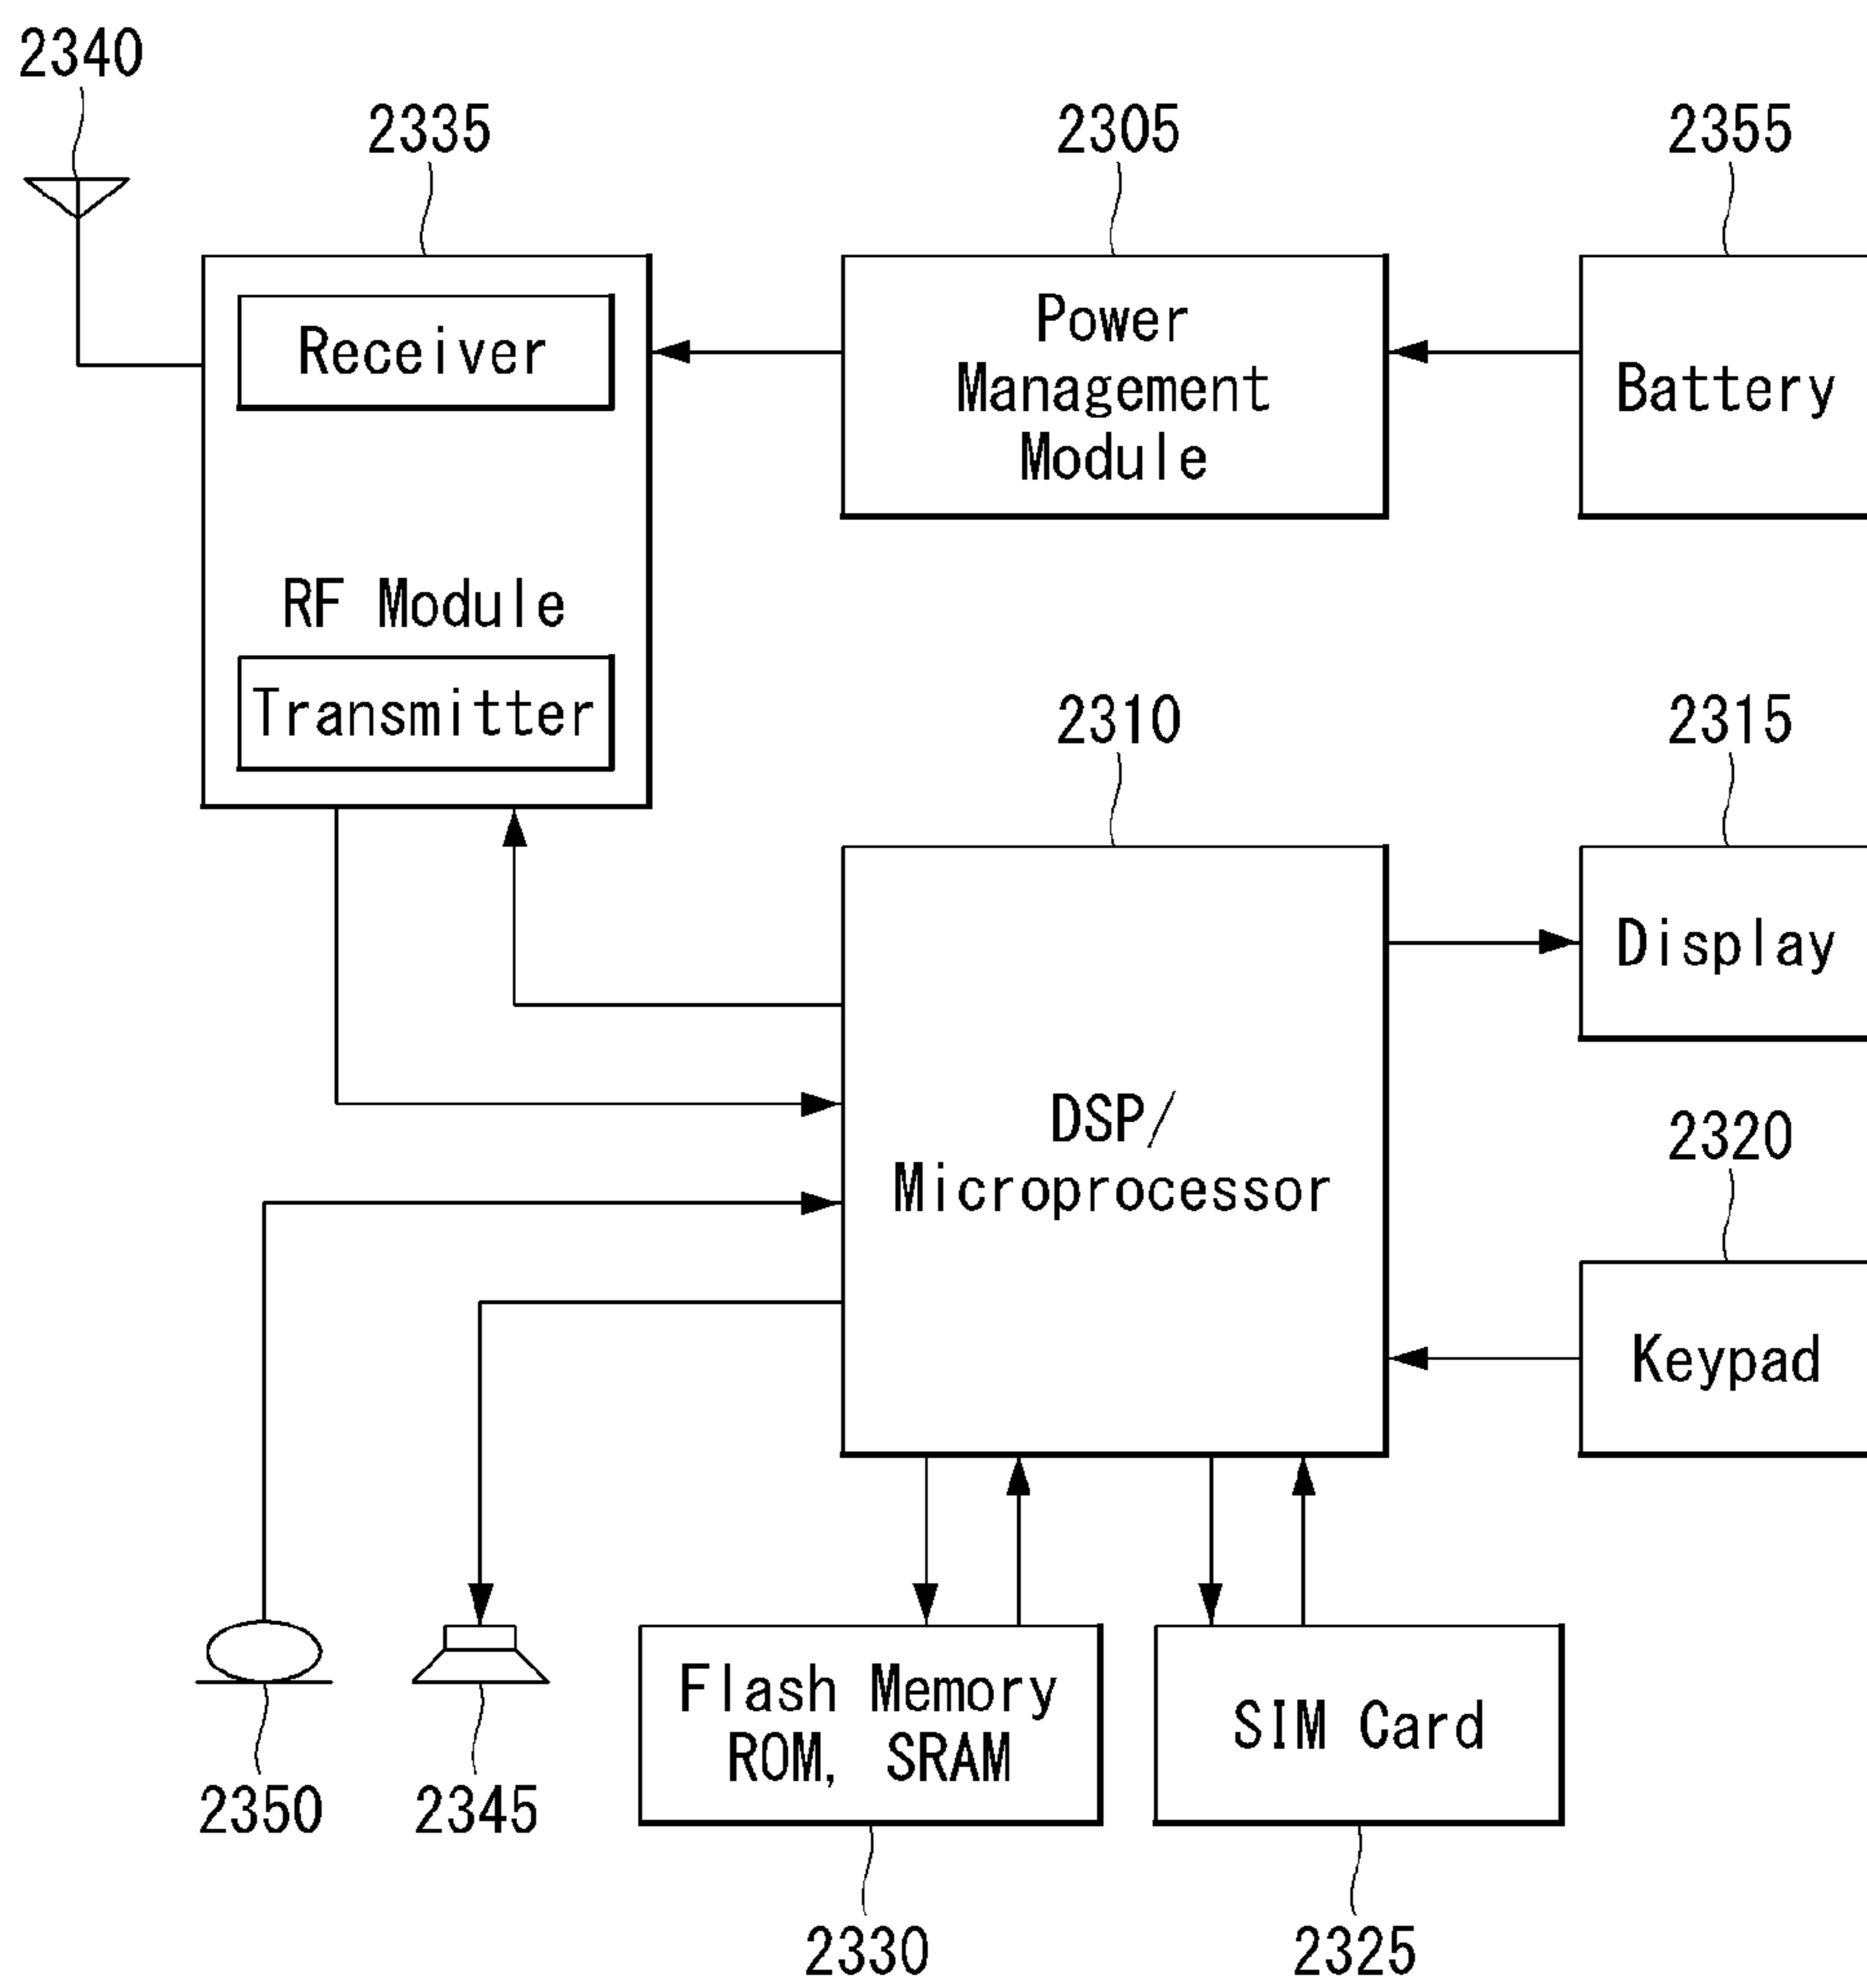 2340
2335
2305
2355
Receiver
RF Module
Transmitter
Power
Management
Module
Battery
2310
2315
DSP/
Microprocessor
Display
2320
Keypad
2350
2345
Flash Memory
ROM, SRAM
SIM Card
2330
2325